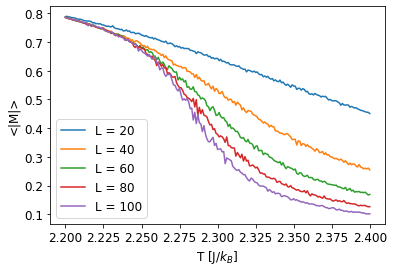 0.8
0.7
0.6
0.5
0.4
0.3
0.2
0.1
<|M|>
L = 20
L = 40
L = 60
L = 80
L = 100
2.200 2.225 2.250 2.275 2.300 2.325 2.350 2.375 2.400
T [J/k_B]